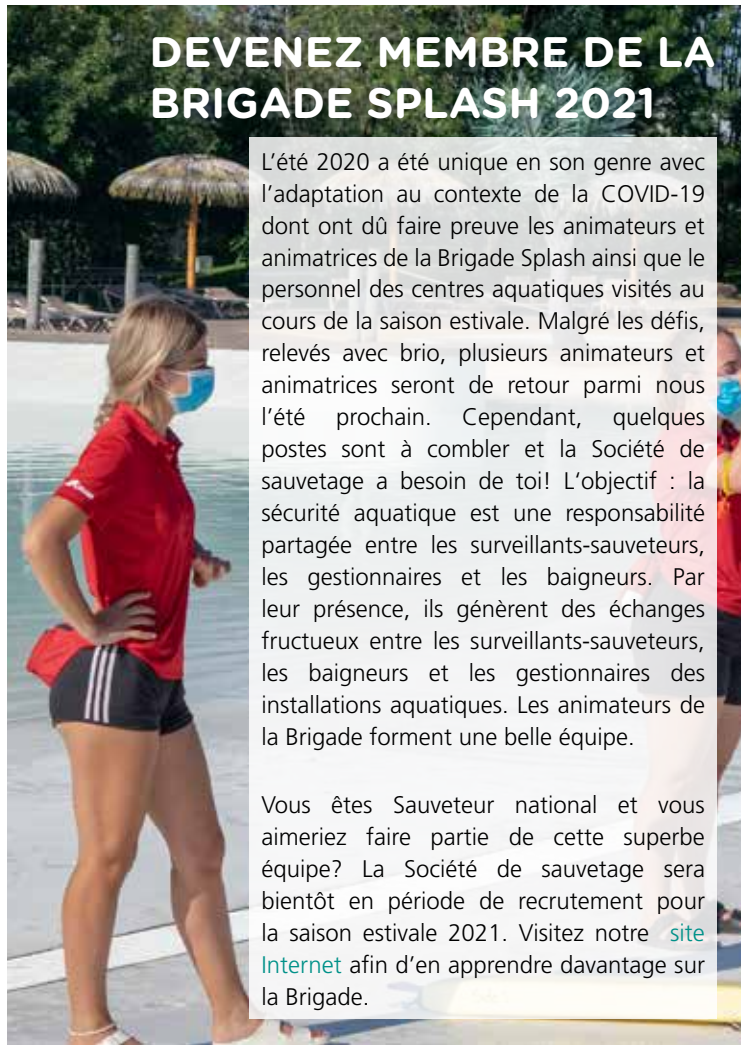 DEVENEZ MEMBRE DE LA
BRIGADE SPLASH 2021
L'été 2020 a été unique en son genre avec
l'adaptation au contexte de la COVID-19
dont ont dû faire preuve les animateurs et
animatrices de la Brigade Splash ainsi que le
personnel des centres aquatiques visités au
cours de la saison estivale. Malgré les défis,
relevés avec brio, plusieurs animateurs et
animatrices seront de retour parmi nous
l'été prochain. Cependant, quelques
postes sont à combler et la Société de
sauvetage a besoin de toi! L'objectif : la
sécurité aquatique est une responsabilité
partagée entre les surveillants-sauveteurs,
les gestionnaires et les baigneurs. Par
leur présence, ils génèrent des échanges
fructueux entre les surveillants-sauveteurs,
les baigneurs et les gestionnaires des
installations aquatiques. Les animateurs de
la Brigade forment une belle équipe.
Vous êtes Sauveteur national et vous
aimeriez faire partie de cette superbe
équipe? La Société de sauvetage sera
bientôt en période de recrutement pour
la saison estivale 2021. Visitez notre site
Internet afin d'en apprendre davantage sur
la Brigade.